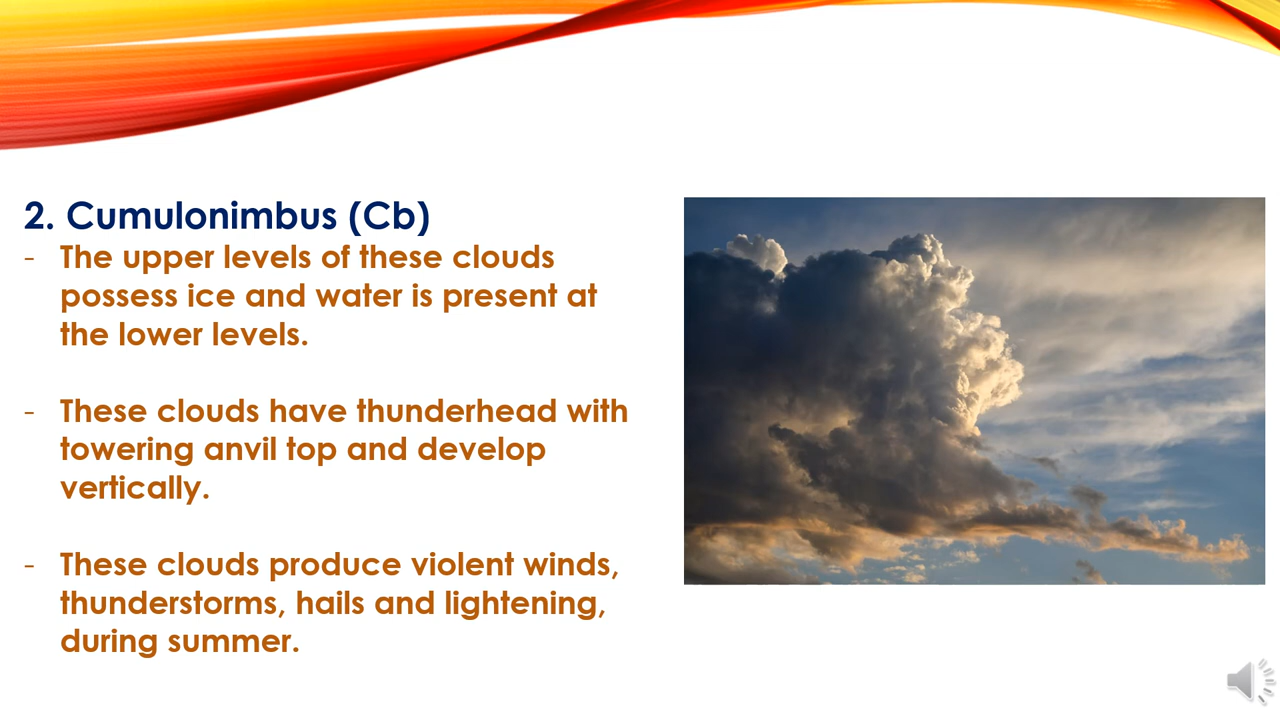 2. Cumulonimbus (Cb)
- The upper levels of these clouds
possess ice and water is present at
the lower levels.
- These clouds have thunderhead with
towering anvil top and develop
vertically.
- These clouds produce violent winds,
thunderstorms, hails and lightening,
during summer.